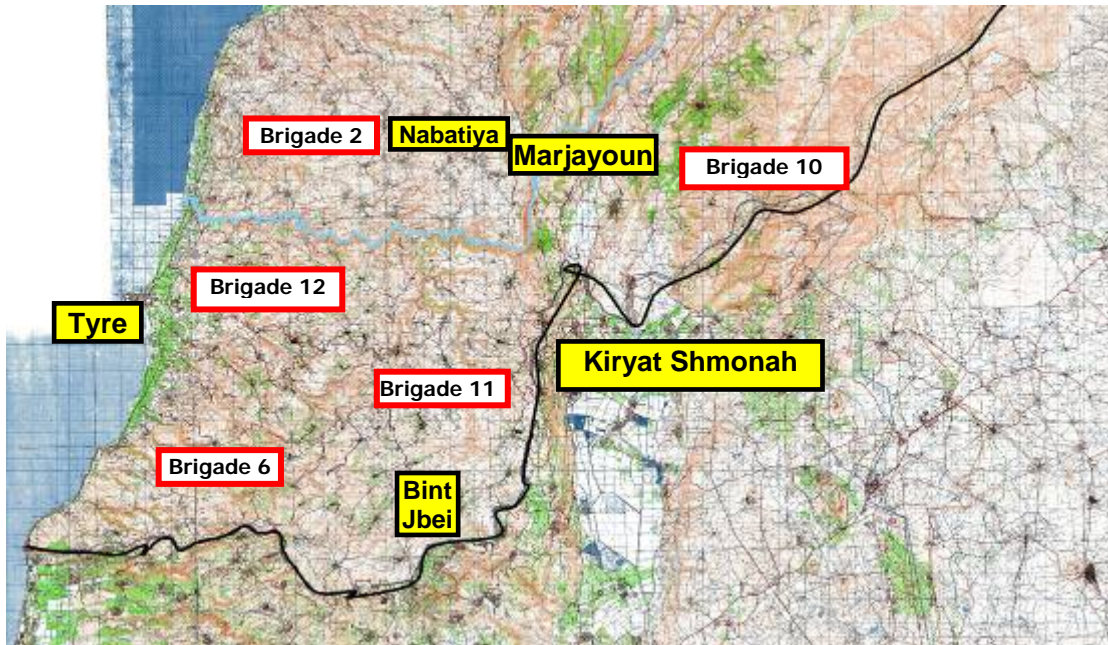 Brigade 2
Nabatiya
Marjayoun
Brigade 10
Brigade 12
Tyre
Kiryat Shmonah
Brigade 11
Brigade 6
Bint
Jbei